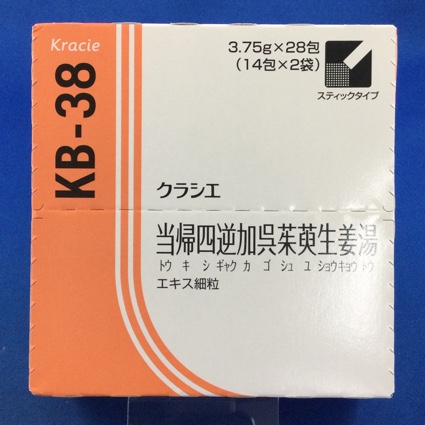 Kracie
KB-38
3.75g×28包
(14包×2袋)
スティックタイプ
クラシエ
当帰四逆加呉茱萸生姜湯
トウ キ シ ギャク カ ゴ シュ ユ ショウキョウ トウ
エキス細粒